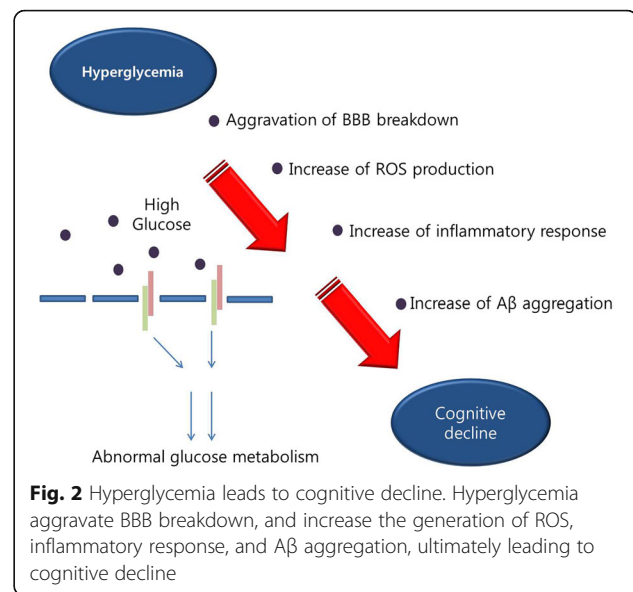 Hyperglycemia
Aggravation of BBB breakdown
Increase of ROS production
High
Glucose
Increase of inflammatory response
Increase of Aβ aggregation
Cognitive
decline
Abnormal glucose metabolism
Fig. 2 Hyperglycemia leads to cognitive decline. Hyperglycemia
aggravate BBB breakdown, and increase the generation of ROS,
inflammatory response, and Aβ aggregation, ultimately leading to
cognitive decline